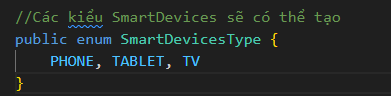 //Các kiểu SmartDevices sẽ có thể tạo
public enum SmartDevicesType {
    PHONE, TABLET, TV
}